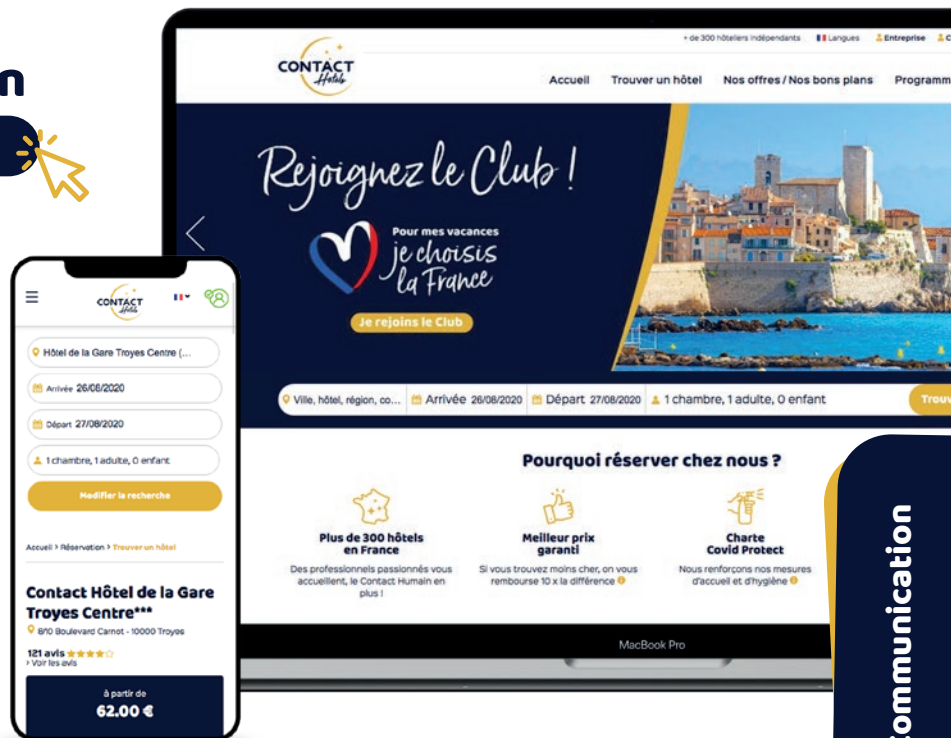 n
+ de 300 hôteliers indépendants Langues Entreprise C
CONTACT
Hotels
Accueil Trouver un hôtel Nos offres / Nos bons plans Programm
Rejoignez le Club !
Pour mes vacances
je choisis
la France
Je rejoins le Club
Ville, hôtel, région, co... Arrivée 26/08/2020 Départ 27/08/2020 1 chambre, 1 adulte, 0 enfant Trouv
Pourquoi réserver chez nous ?
Plus de 300 hôtels
en France
Des professionnels passionnés vous
accueillent, le Contact Humain en
plus !
Meilleur prix
garanti
Si vous trouvez moins cher, on vous
rembourse 10 x la différence
Charte
Covid Protect
Nous renforçons nos mesures
d'accueil et d'hygiène
MacBook Pro
CONTACT
Hotels
Hôtel de la Gare Troyes Centre (...
Arrivée 26/08/2020
Départ 27/08/2020
1 chambre, 1 adulte, 0 enfant
Modifier la recherche
Accueil > Réservation > Trouver un hôtel
Contact Hôtel de la Gare
Troyes Centre***
8/10 Boulevard Carnot - 10000 Troyes
121 avis
> Voir les avis
à partir de
62.00 €
ommunication